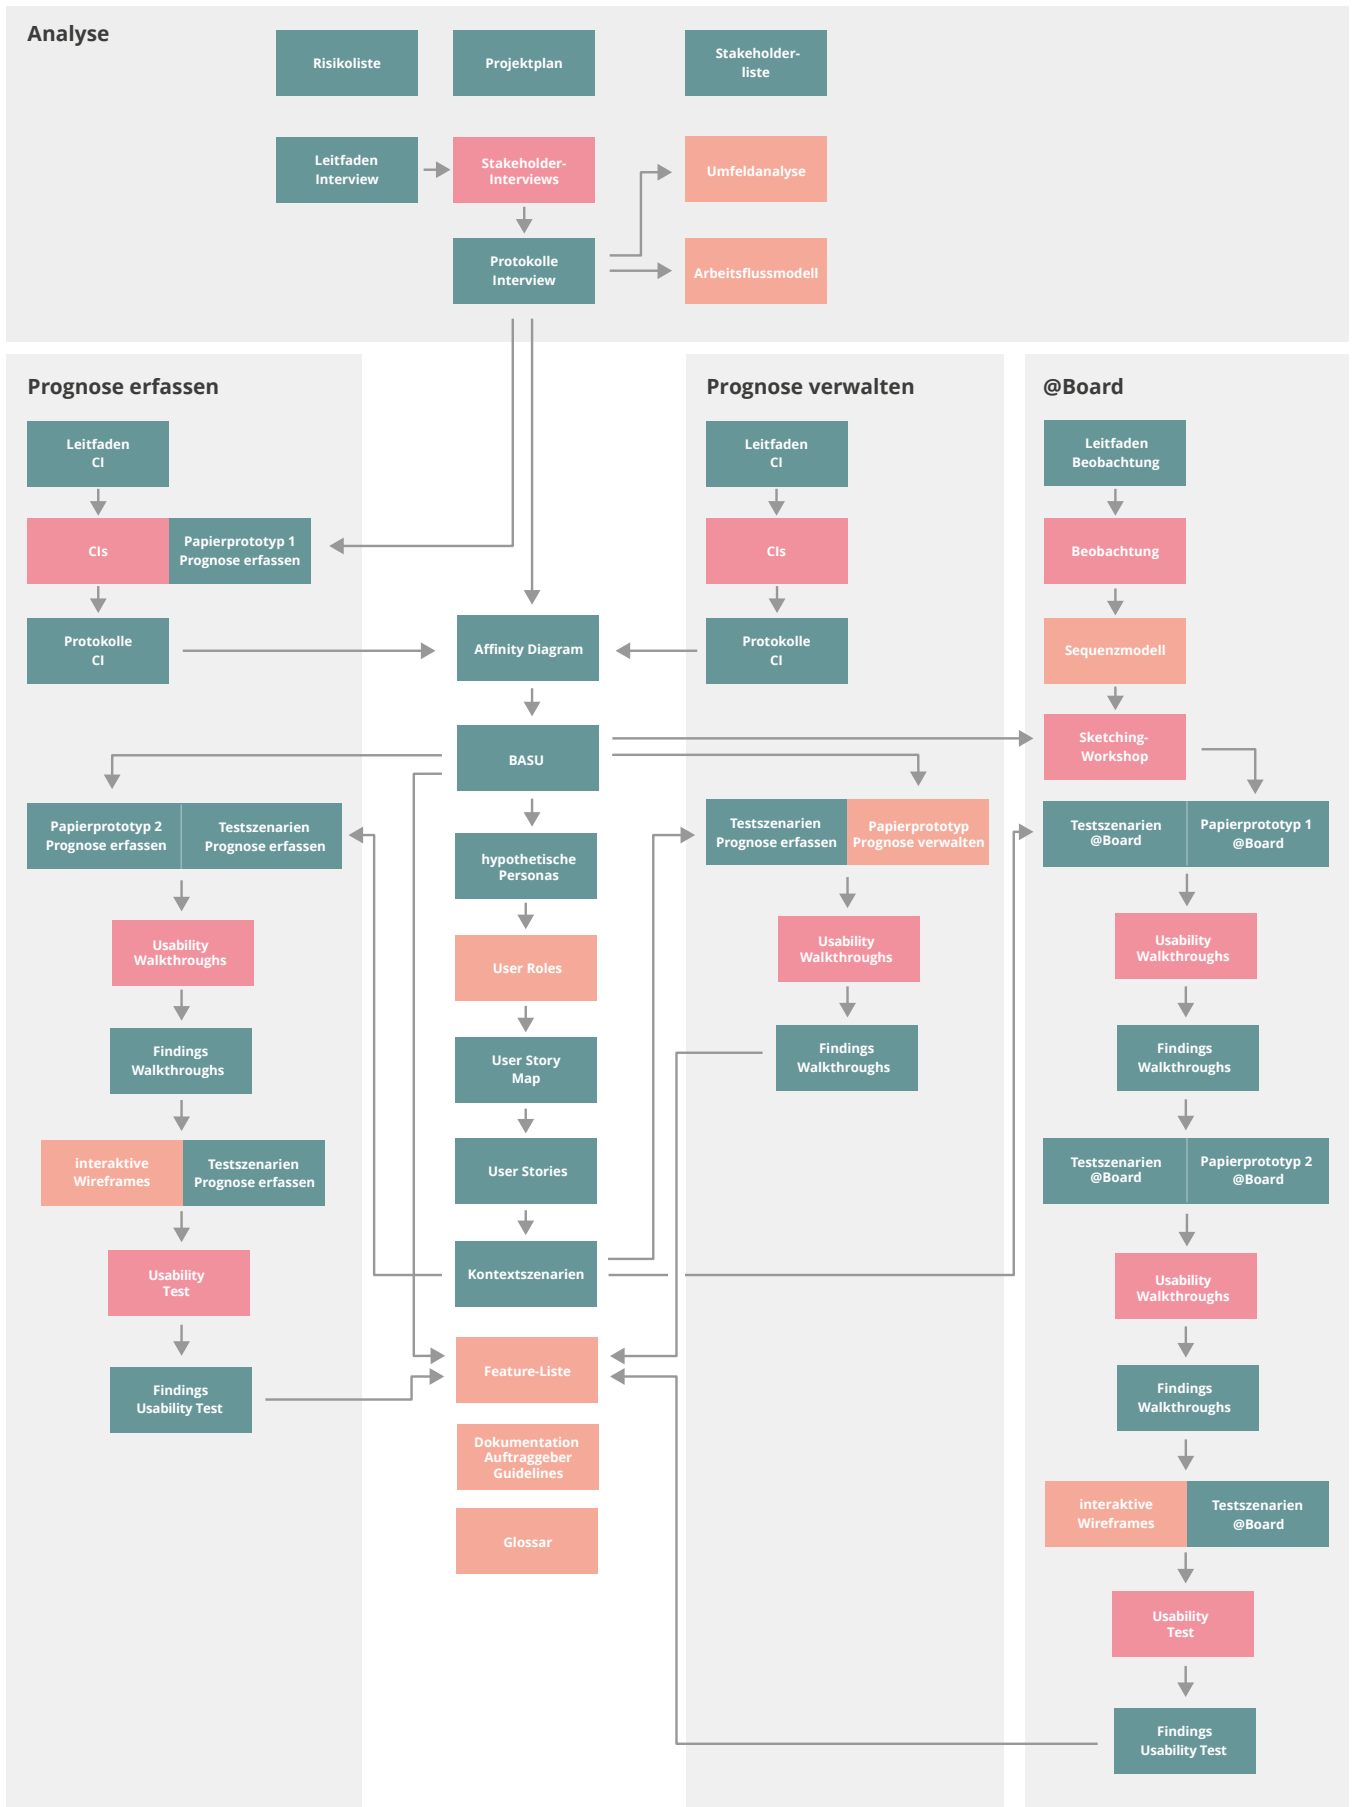 Analyse
Risikoliste
Projektplan
Stakeholder-
liste
Leitfaden
Interview
Stakeholder-
Interviews
Umfeldanalyse
Protokolle
Interview
Arbeitsflussmodell
Prognose erfassen
Leitfaden
CI
CIs
Papierprototyp 1
Prognose erfassen
Protokolle
CI
Papierprototyp 2
Prognose erfassen
Testszenarien
Prognose erfassen
Usability
Walkthroughs
Findings
Walkthroughs
interaktive
Wireframes
Testszenarien
Prognose erfassen
Usability
Test
Findings
Usability Test
Affinity Diagram
BASU
hypothetische
Personas
User Roles
User Story
Map
User Stories
Kontextszenarien
Feature-Liste
Dokumentation
Auftraggeber
Guidelines
Glossar
Prognose verwalten
Leitfaden
CI
CIs
Protokolle
CI
Testszenarien
Prognose erfassen
Papierprototyp
Prognose verwalten
Usability
Walkthroughs
Findings
Walkthroughs
@Board
Leitfaden
Beobachtung
Beobachtung
Sequenzmodell
Sketching-
Workshop
Testszenarien
@Board
Papierprototyp 1
@Board
Usability
Walkthroughs
Findings
Walkthroughs
Testszenarien
@Board
Papierprototyp 2
@Board
Usability
Walkthroughs
Findings
Walkthroughs
interaktive
Wireframes
Testszenarien
@Board
Usability
Test
Findings
Usability Test